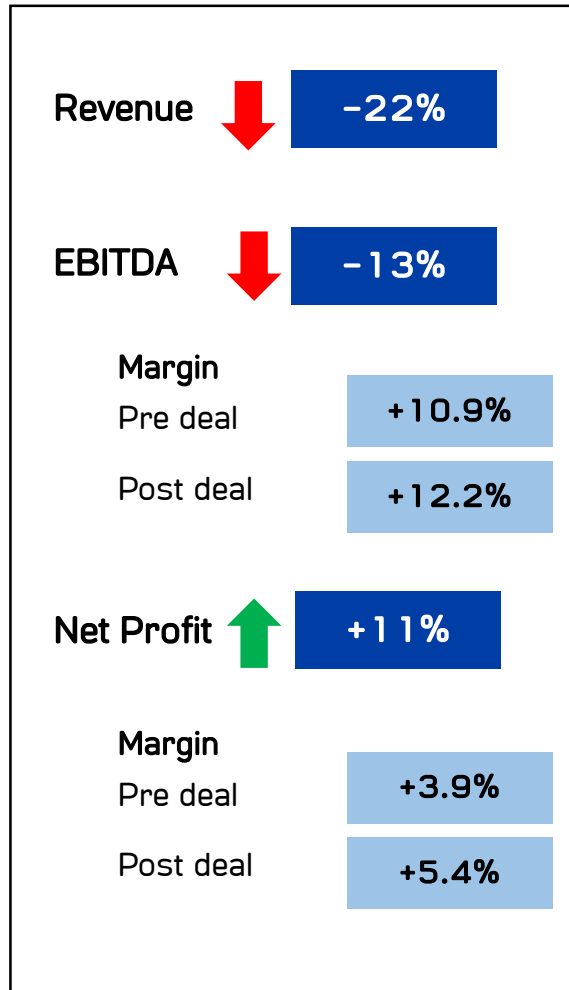 Revenue -22%
EBITDA -13%
Margin
Pre deal +10.9%
Post deal +12.2%
Net Profit +11%
Margin
Pre deal +3.9%
Post deal +5.4%